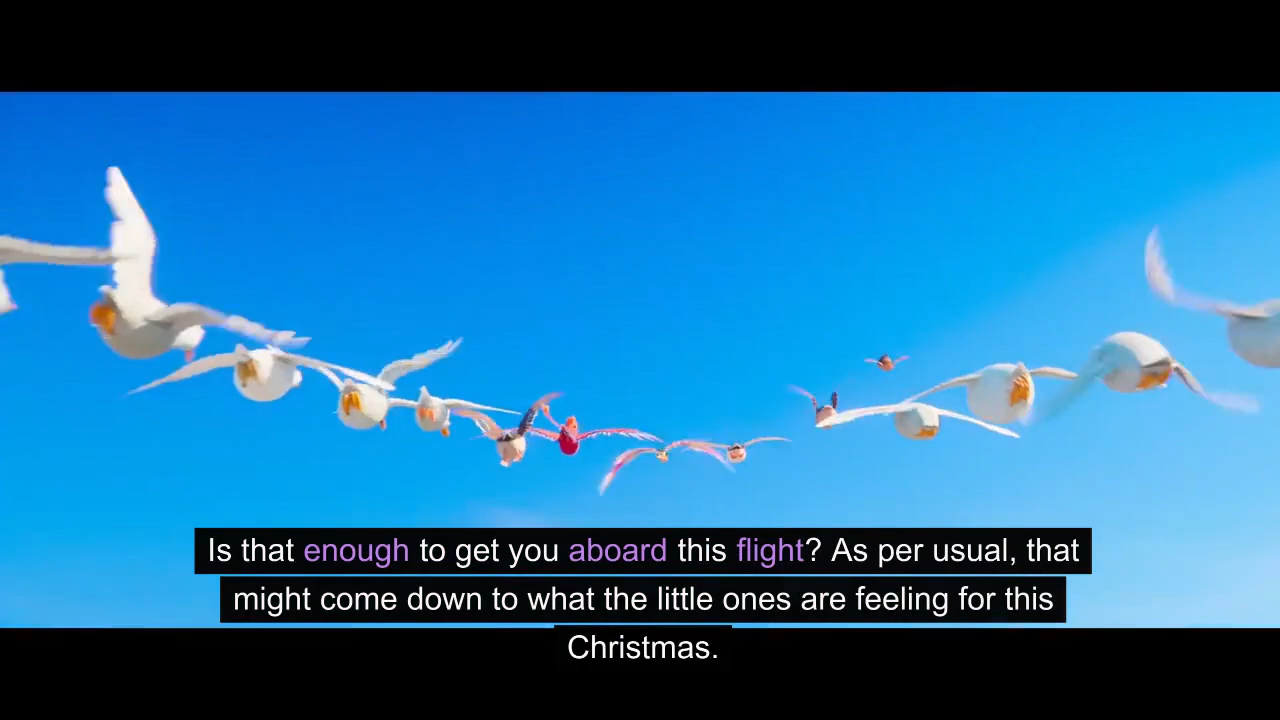 Is that enough to get you aboard this flight? As per usual, that
might come down to what the little ones are feeling for this
Christmas.